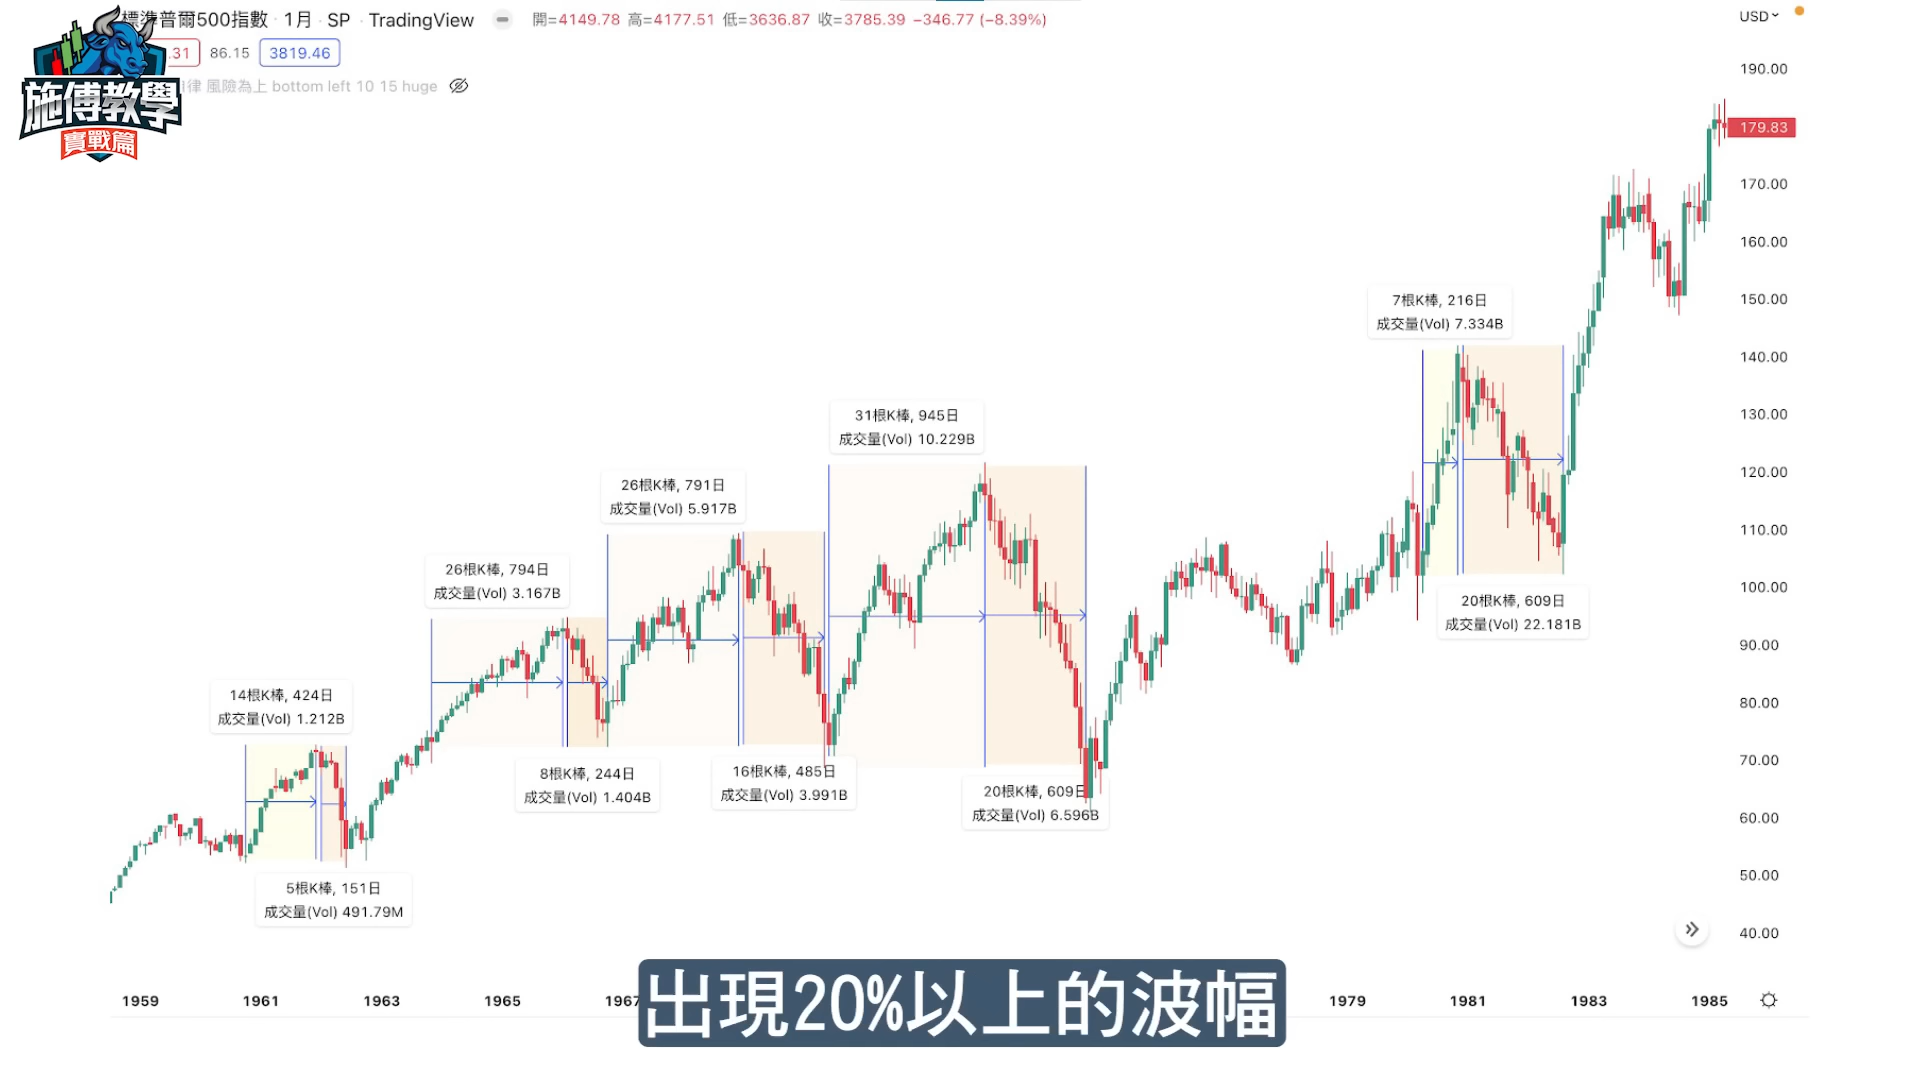 標準普爾500指數 · 1月 · SP · TradingView 開=4149.78 高=4177.51 低=3636.87 收=3785.39 −346.77 (−8.39%)
.31 86.15 3819.46
律 風險為上 bottom left 10 15 huge
施傅教學
實戰篇
USD
190.00
179.83
170.00
160.00
150.00
140.00
130.00
120.00
110.00
100.00
90.00
80.00
70.00
60.00
50.00
40.00
7根K棒, 216日
成交量(Vol) 7.334B
31根K棒, 945日
成交量(Vol) 10.229B
26根K棒, 791日
成交量(Vol) 5.917B
26根K棒, 794日
成交量(Vol) 3.167B
20根K棒, 609日
成交量(Vol) 22.181B
14根K棒, 424日
成交量(Vol) 1.212B
8根K棒, 244日
成交量(Vol) 1.404B
16根K棒, 485日
成交量(Vol) 3.991B
20根K棒, 609日
成交量(Vol) 6.596B
5根K棒, 151日
成交量(Vol) 491.79M
1959 1961 1963 1965 1967 1979 1981 1983 1985
出現20%以上的波幅